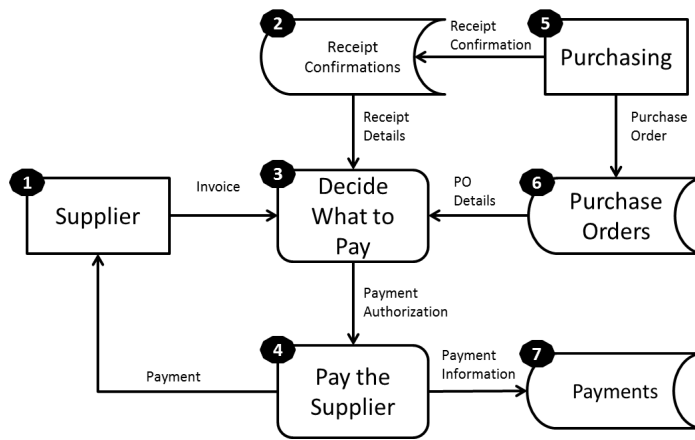 2
Receipt
Confirmations
Receipt
Confirmation
5
Purchasing
Receipt
Details
Purchase
Order
1
Supplier
Invoice
3
Decide
What to
Pay
PO
Details
6
Purchase
Orders
Payment
Authorization
4
Pay the
Supplier
Payment
Payment
Information
7
Payments